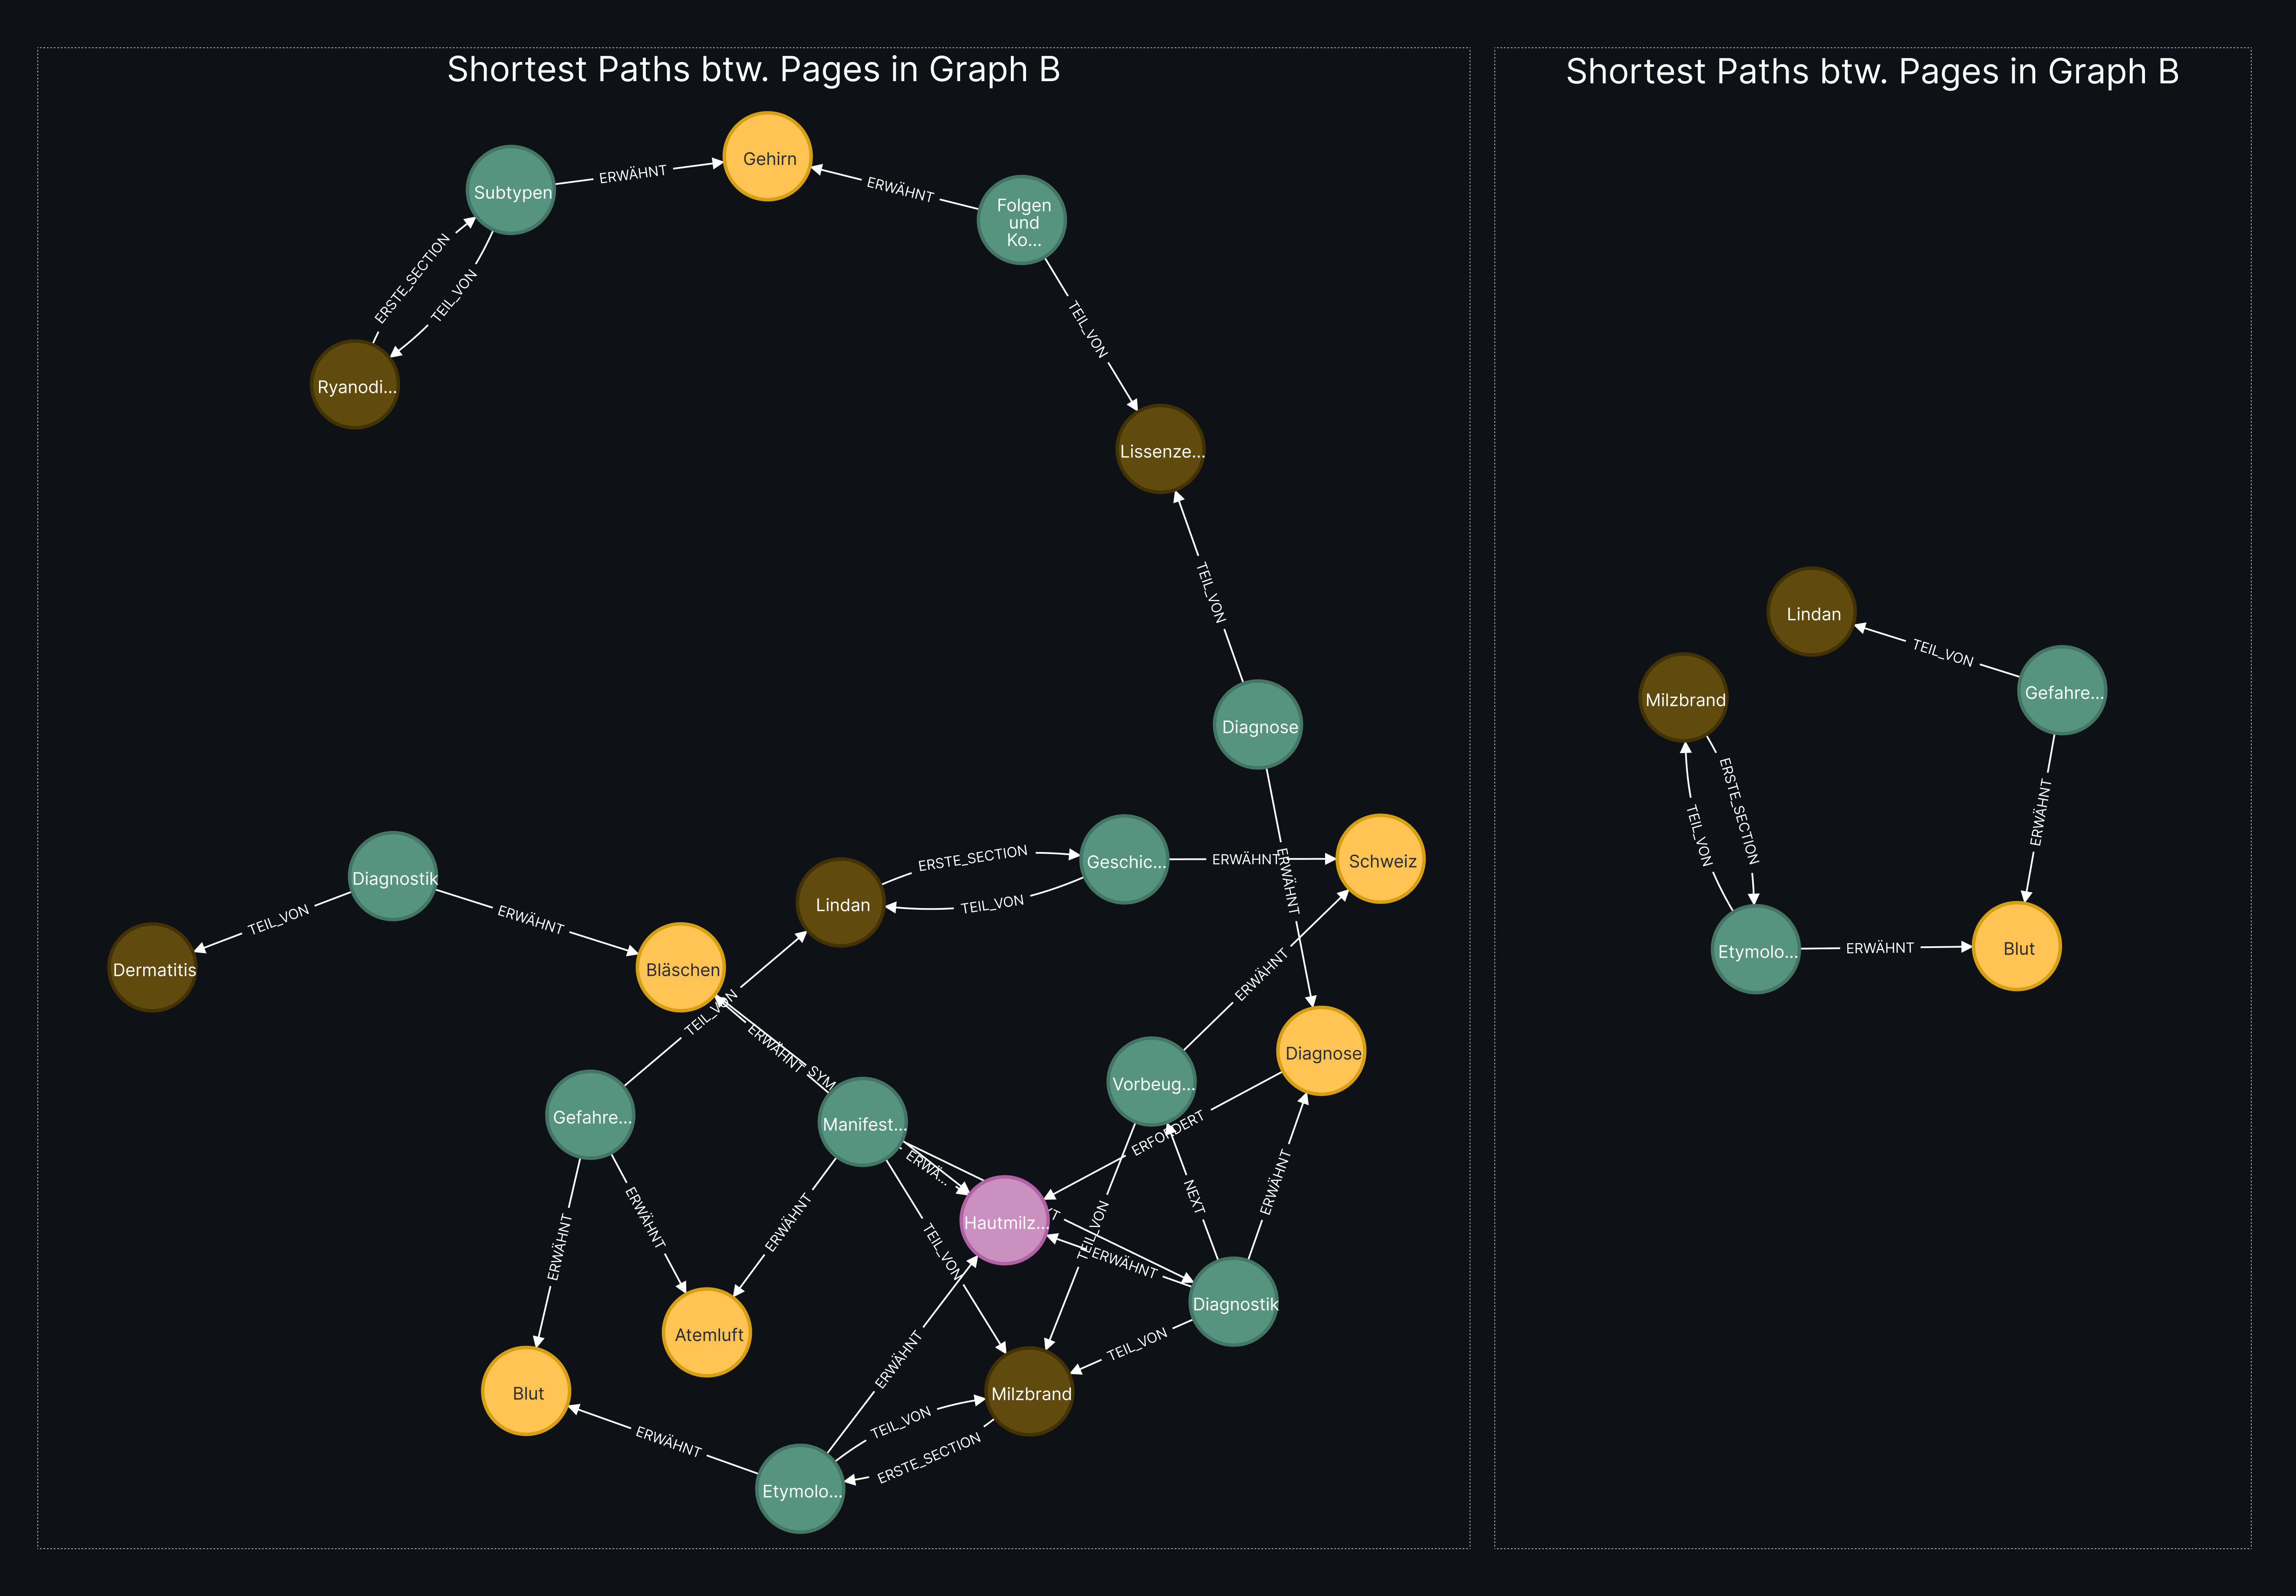 Shortest Paths btw. Pages in Graph B
Gehirn
Subtypen
ERWÄHNT
ERWÄHNT
Folgen
und
Ko...
ERSTE_SECTION
TEIL_VON
TEIL_VON
Ryanodi...
Lissenze...
TEIL_VON
Diagnose
Diagnostik
ERSTE_SECTION
Geschic...
ERWÄHNT
Schweiz
ERWÄHNT
Lindan
TEIL_VON
TEIL_VON
ERWÄHNT
Dermatitis
Bläschen
ERWÄHNT
TEIL_VON
ERWÄHNT
SYM
Diagnose
Vorbeug...
Gefahre...
Manifest...
ERFORDERT
ERWÄ...
ERWÄHNT
NEXT
ERWÄHNT
ERWÄHNT
ERWÄHNT
Hautmilz...
T
TEIL_VON
TEIL_VON
ERWÄHNT
Diagnostik
Atemluft
TEIL_VON
ERWÄHNT
Blut
Milzbrand
TEIL_VON
ERWÄHNT
ERSTE_SECTION
Etymolo...
Shortest Paths btw. Pages in Graph B
Lindan
TEIL_VON
Milzbrand
Gefahre...
ERSTE_SECTION
TEIL_VON
ERWÄHNT
Etymolo...
ERWÄHNT
Blut